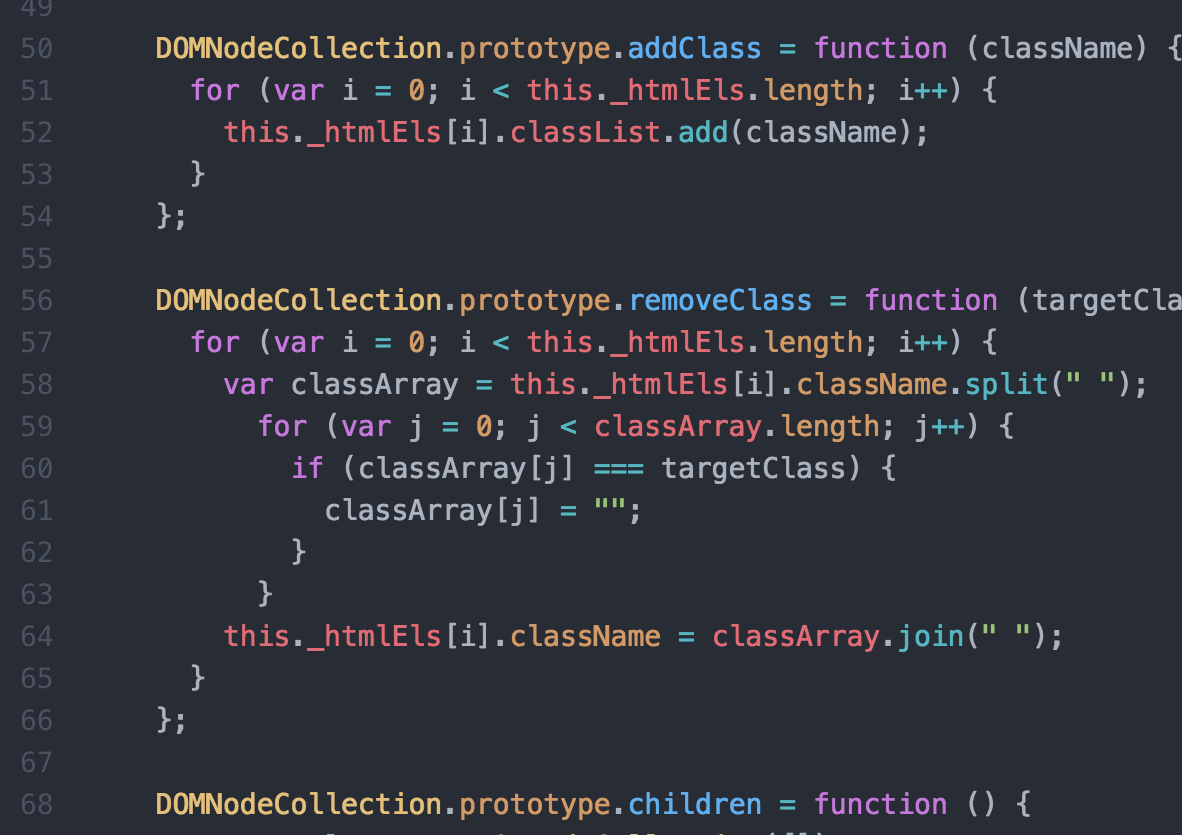 49
50 DOMNodeCollection.prototype.addClass = function (className) {
51 for (var i = 0; i < this._htmlEls.length; i++) {
52 this._htmlEls[i].classList.add(className);
53 }
54 };
55
56 DOMNodeCollection.prototype.removeClass = function (targetCla
57 for (var i = 0; i < this._htmlEls.length; i++) {
58 var classArray = this._htmlEls[i].className.split(" ");
59 for (var j = 0; j < classArray.length; j++) {
60 if (classArray[j] === targetClass) {
61 classArray[j] = "";
62 }
63 }
64 this._htmlEls[i].className = classArray.join(" ");
65 }
66 };
67
68 DOMNodeCollection.prototype.children = function () {